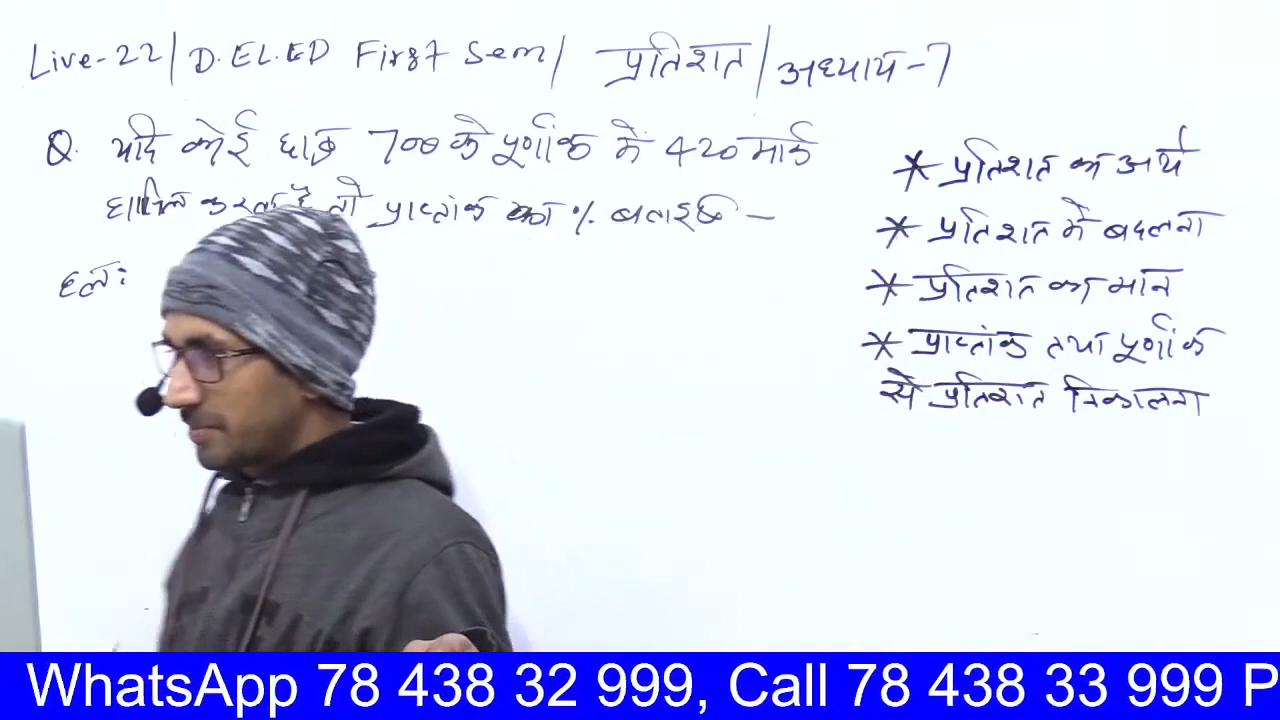 Live-22 / D.EL.ED First Sem / प्रतिशत / अध्याय-7
Q. यदि कोई छात्र 700 के पूर्णांक में 420 मार्क
हासिल करता है तो प्राप्तांक का % बताइए –
हल:
* प्रतिशत का अर्थ
* प्रतिशत में बदलना
* प्रतिशत का मान
* प्राप्तांक तथा पूर्णांक
से प्रतिशत निकालना
WhatsApp 78 438 32 999, Call 78 438 33 999 P